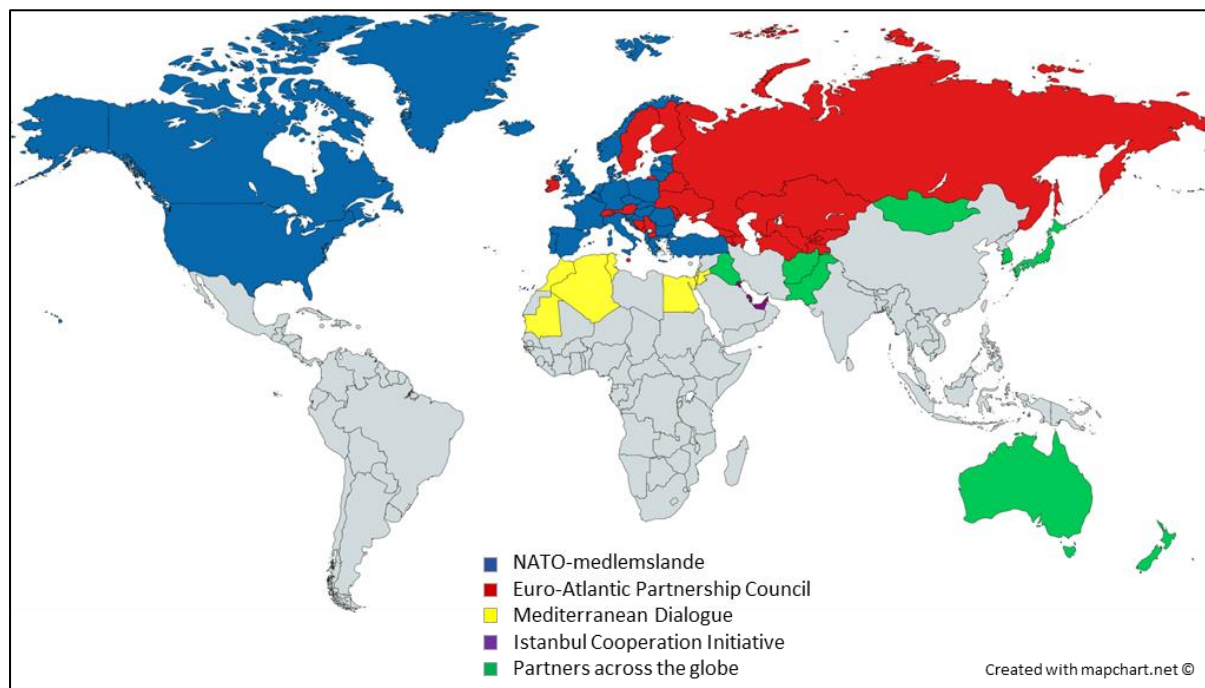 NATO-medlemslande
Euro-Atlantic Partnership Council
Mediterranean Dialogue
Istanbul Cooperation Initiative
Partners across the globe
Created with mapchart.net ©